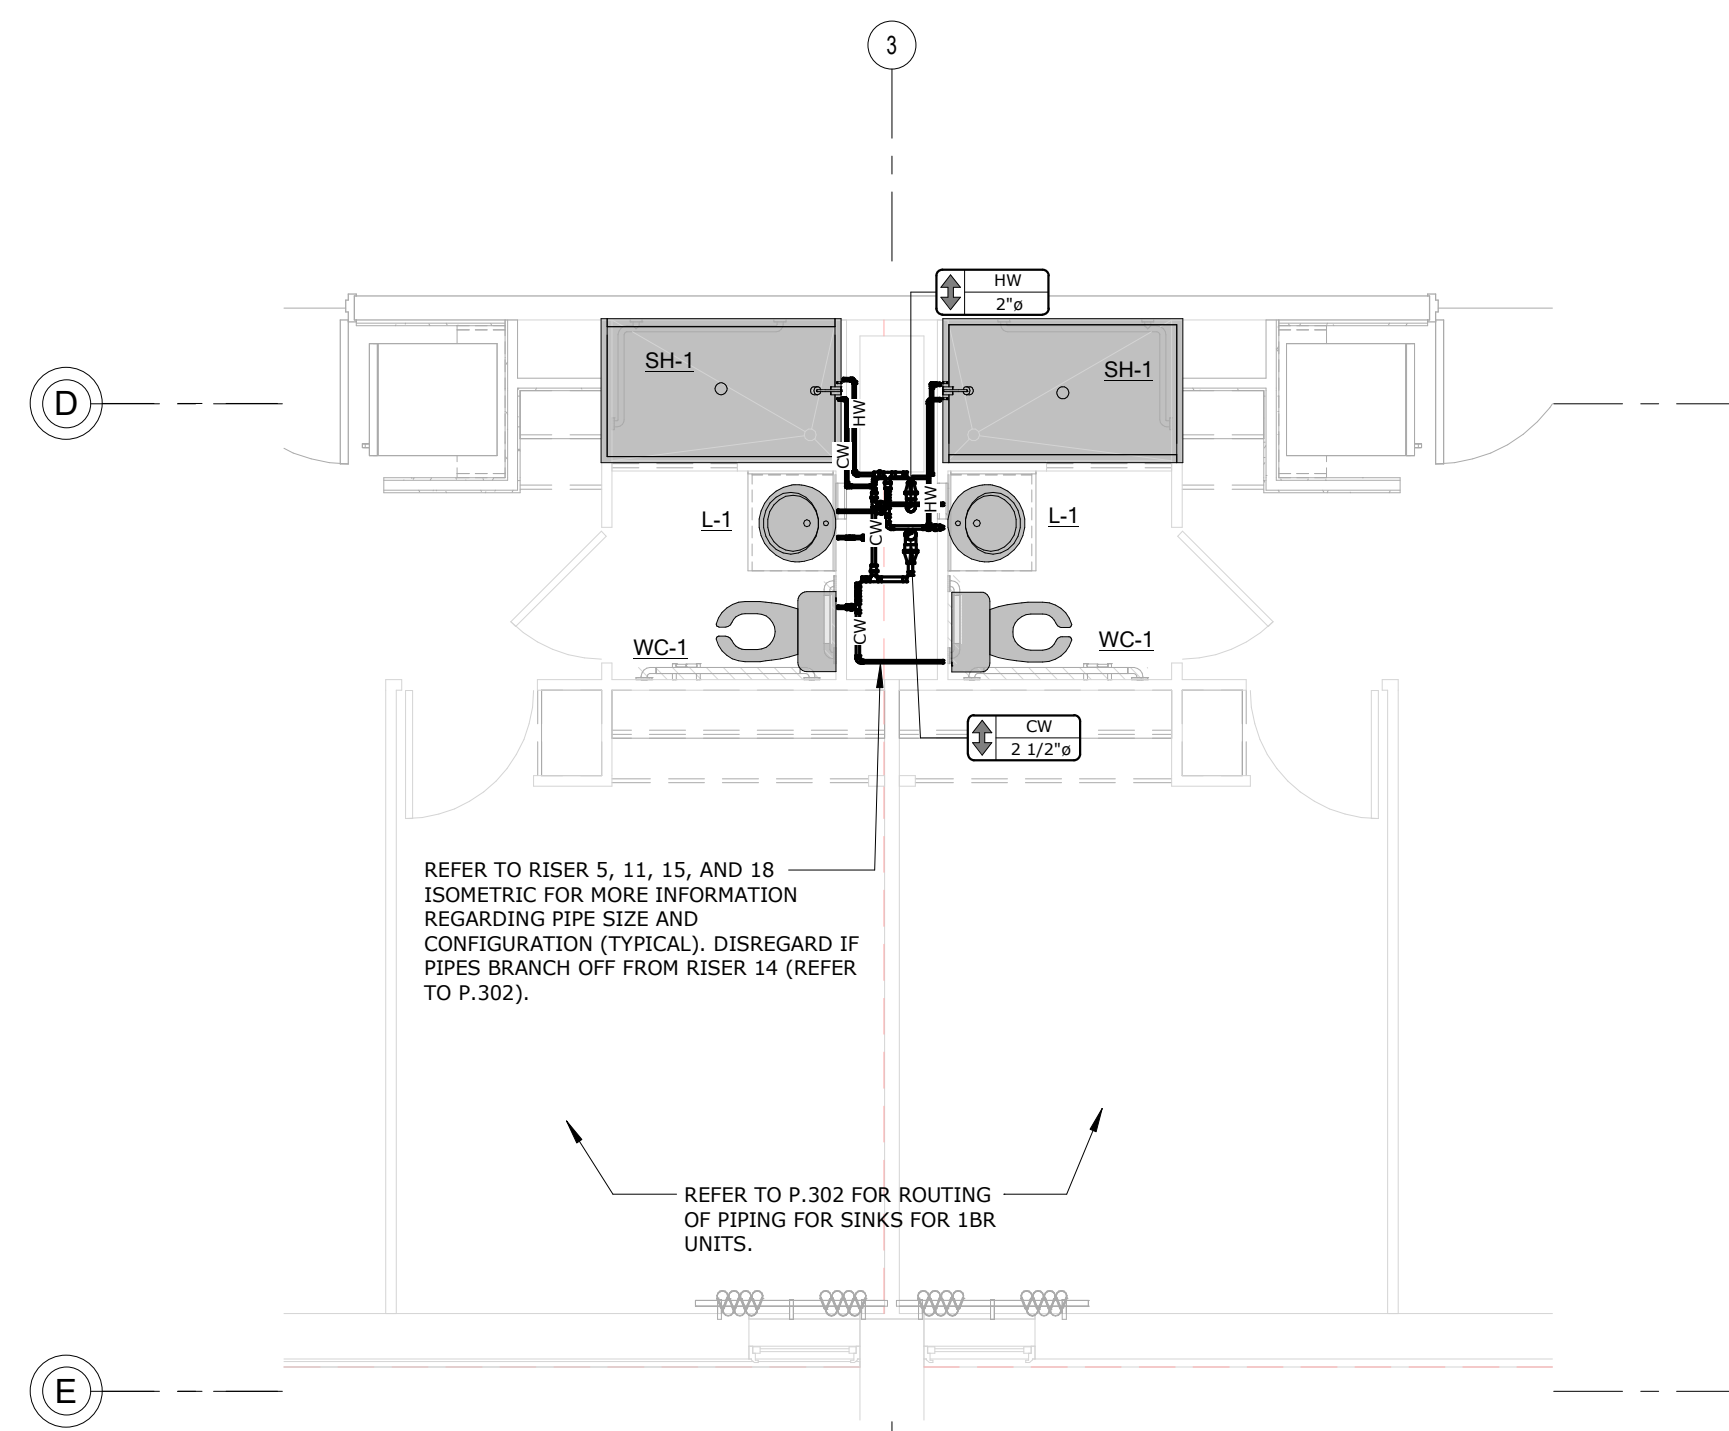 3
HW
2"ø
D
SH-1
SH-1
HW
CW
HW
L-1
L-1
CW
CW
WC-1
WC-1
CW
2 1/2"ø
REFER TO RISER 5, 11, 15, AND 18
ISOMETRIC FOR MORE INFORMATION
REGARDING PIPE SIZE AND
CONFIGURATION (TYPICAL). DISREGARD IF
PIPES BRANCH OFF FROM RISER 14 (REFER
TO P.302).
REFER TO P.302 FOR ROUTING
OF PIPING FOR SINKS FOR 1BR
UNITS.
E